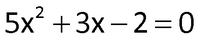 5x² + 3x − 2 = 0